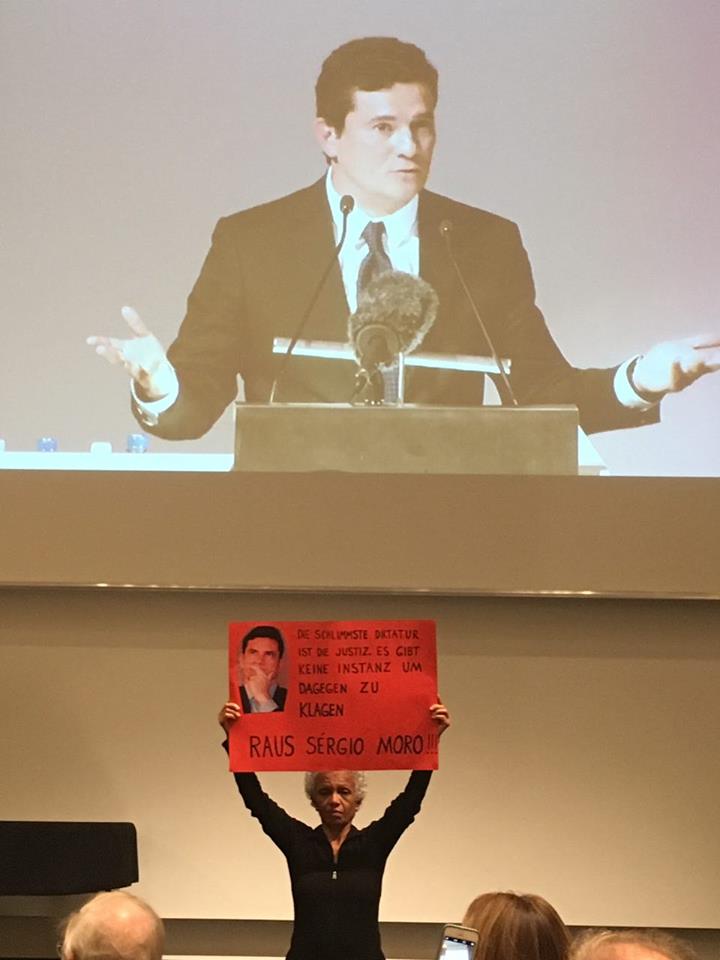 DIE SCHLIMMSTE DIKTATUR
IST DIE JUSTIZ. ES GIBT
KEINE INSTANZ UM
DAGEGEN ZU
KLAGEN
RAUS SÉRGIO MORO!!!